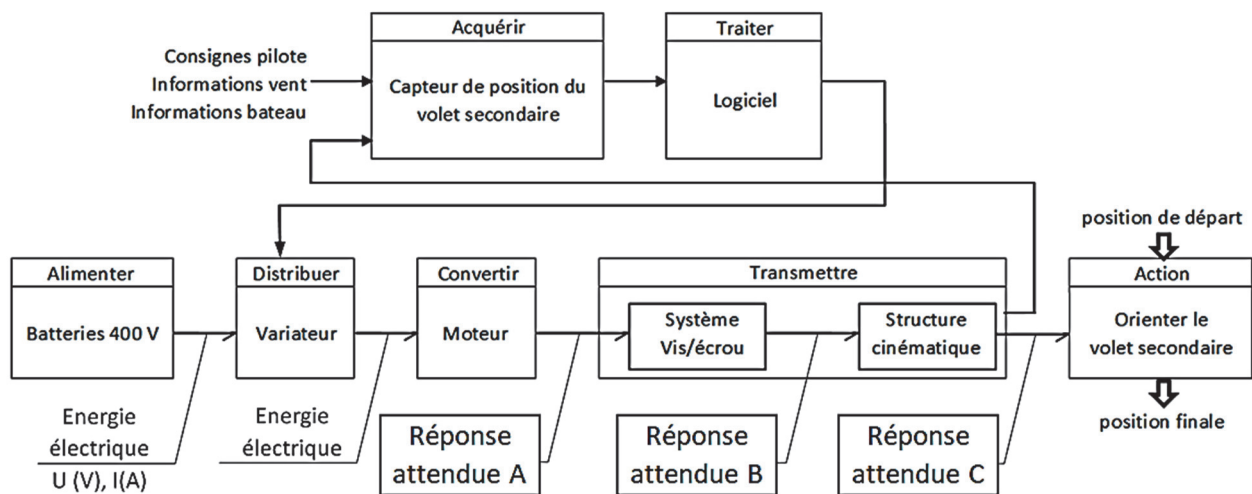 Acquérir
Traiter
Consignes pilote
Informations vent
Informations bateau
Capteur de position du
volet secondaire
Logiciel
position de départ
Alimenter
Distribuer
Convertir
Transmettre
Action
Batteries 400 V
Variateur
Moteur
Système
Vis/écrou
Structure
cinématique
Orienter le
volet secondaire
Energie
électrique
U (V), I(A)
Energie
électrique
Réponse
attendue A
Réponse
attendue B
Réponse
attendue C
position finale